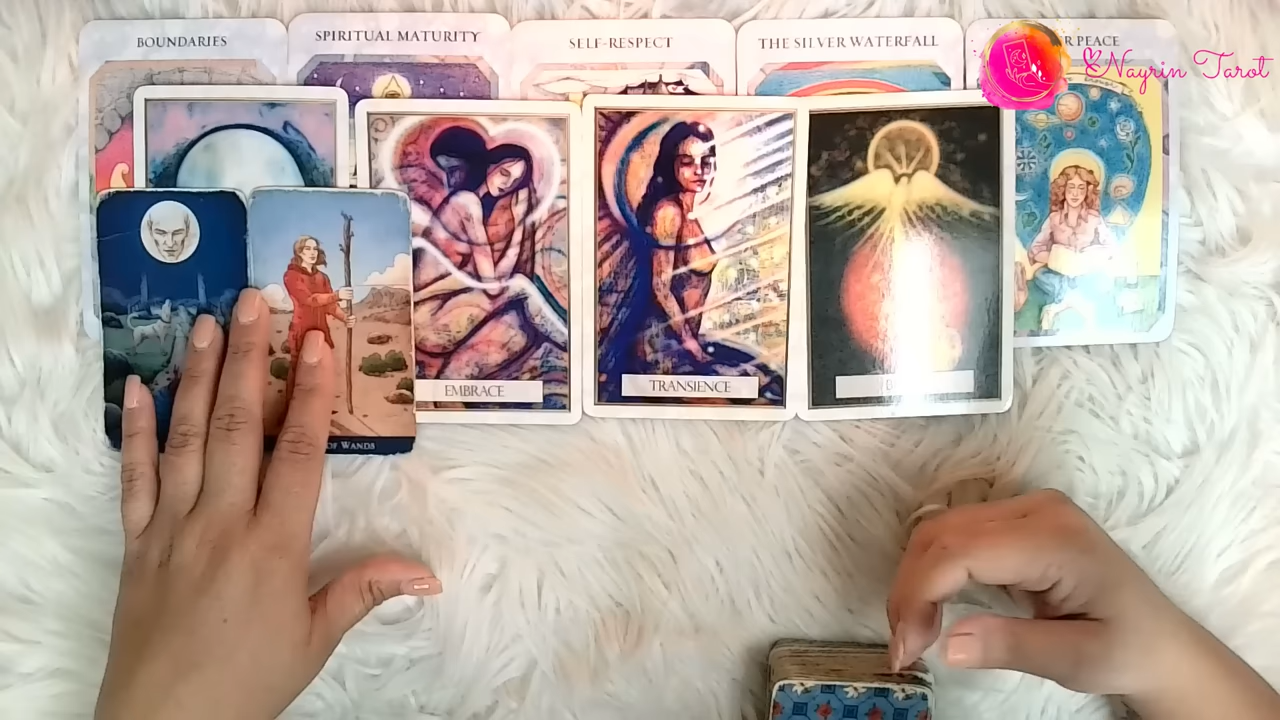 BOUNDARIES
SPIRITUAL MATURITY
SELF-RESPECT
THE SILVER WATERFALL
R PEACE
Nayrin Tarot
EMBRACE
TRANSIENCE
OF WANDS